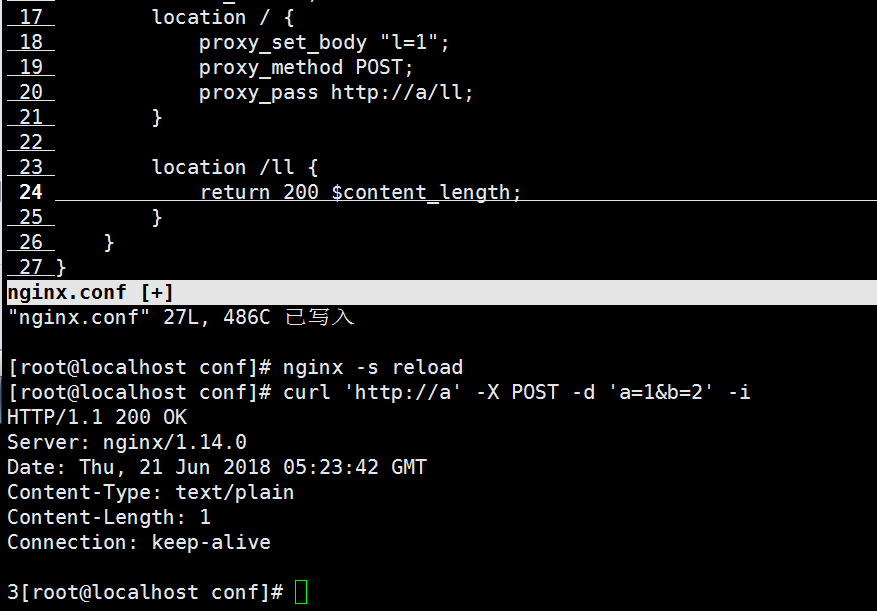 17         location / {
18             proxy_set_body "l=1";
19             proxy_method POST;
20             proxy_pass http://a/ll;
21         }
22
23         location /ll {
24             return 200 $content_length;
25         }
26     }
27 }
nginx.conf [+]
"nginx.conf" 27L, 486C 已写入
[root@localhost conf]# nginx -s reload
[root@localhost conf]# curl 'http://a' -X POST -d 'a=1&b=2' -i
HTTP/1.1 200 OK
Server: nginx/1.14.0
Date: Thu, 21 Jun 2018 05:23:42 GMT
Content-Type: text/plain
Content-Length: 1
Connection: keep-alive
3[root@localhost conf]#